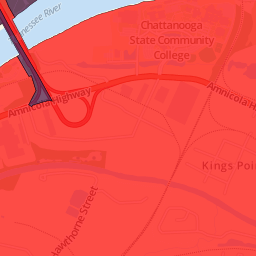 nessee River
Chattanooga
State Community
College
Amnicola Highway
Amnicola H
Kings Poi
Hawthorne Street